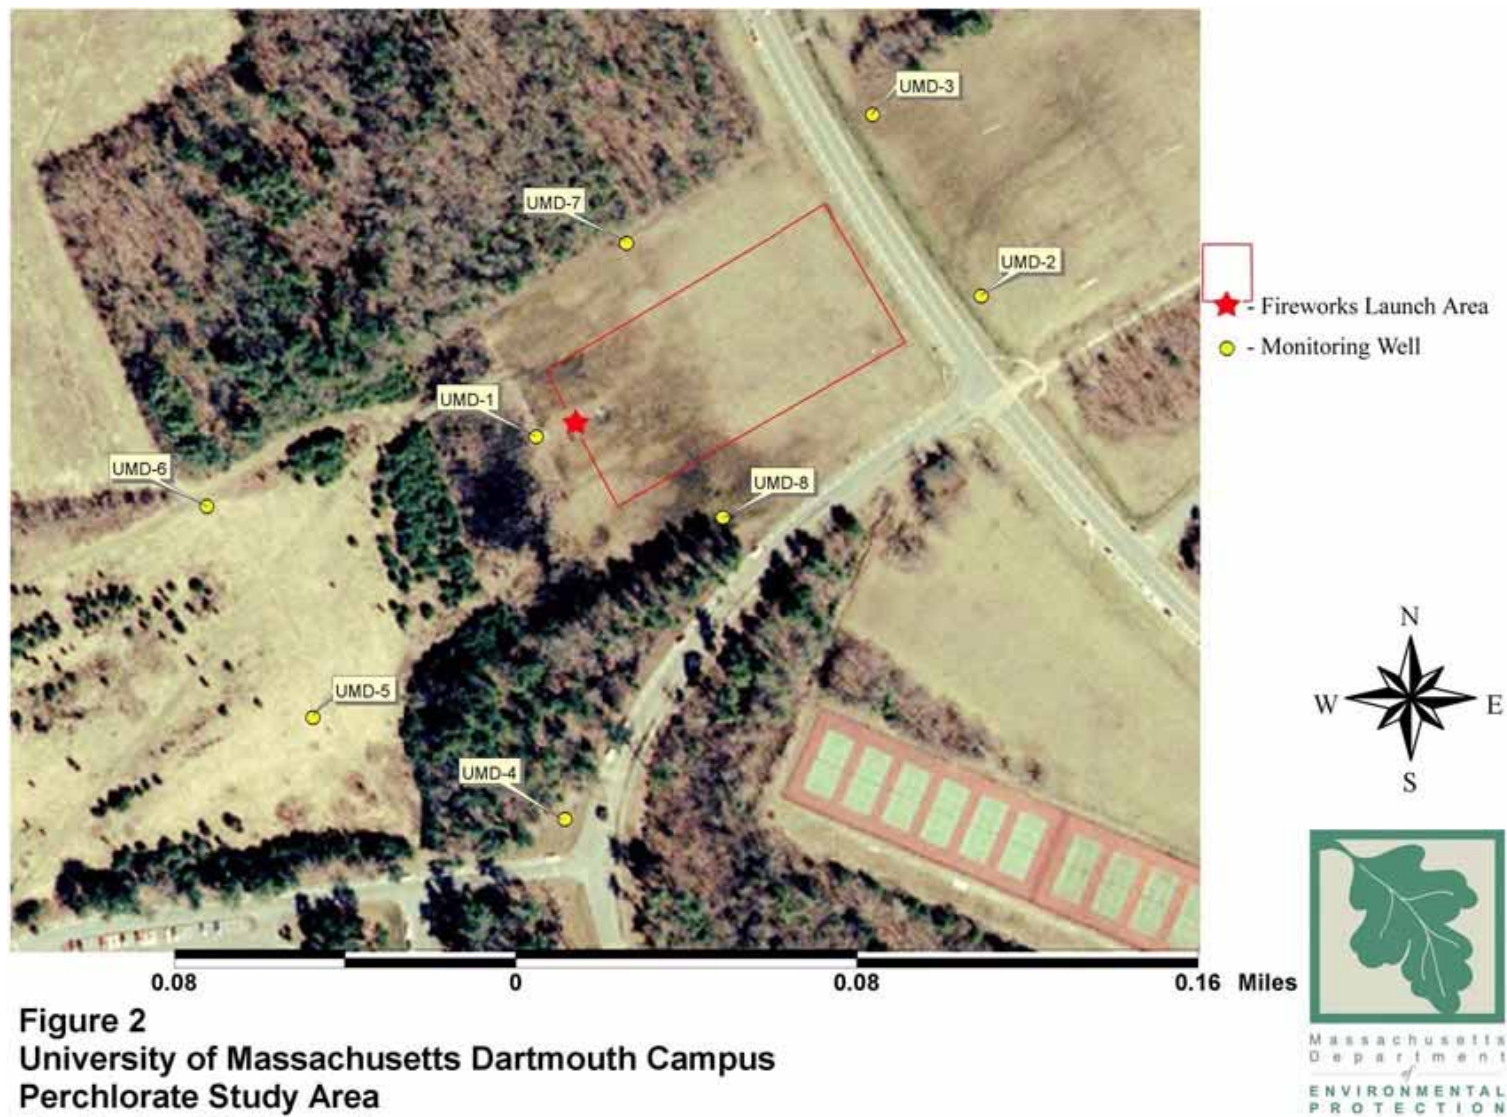 UMD-3
UMD-7
UMD-2
- Fireworks Launch Area
- Monitoring Well
UMD-1
UMD-6
UMD-8
N
UMD-5
W E
UMD-4
S
0.08 0 0.08 0.16 Miles
Figure 2
University of Massachusetts Dartmouth Campus
Perchlorate Study Area
Massachusetts
Department
of
ENVIRONMENTAL
PROTECTION